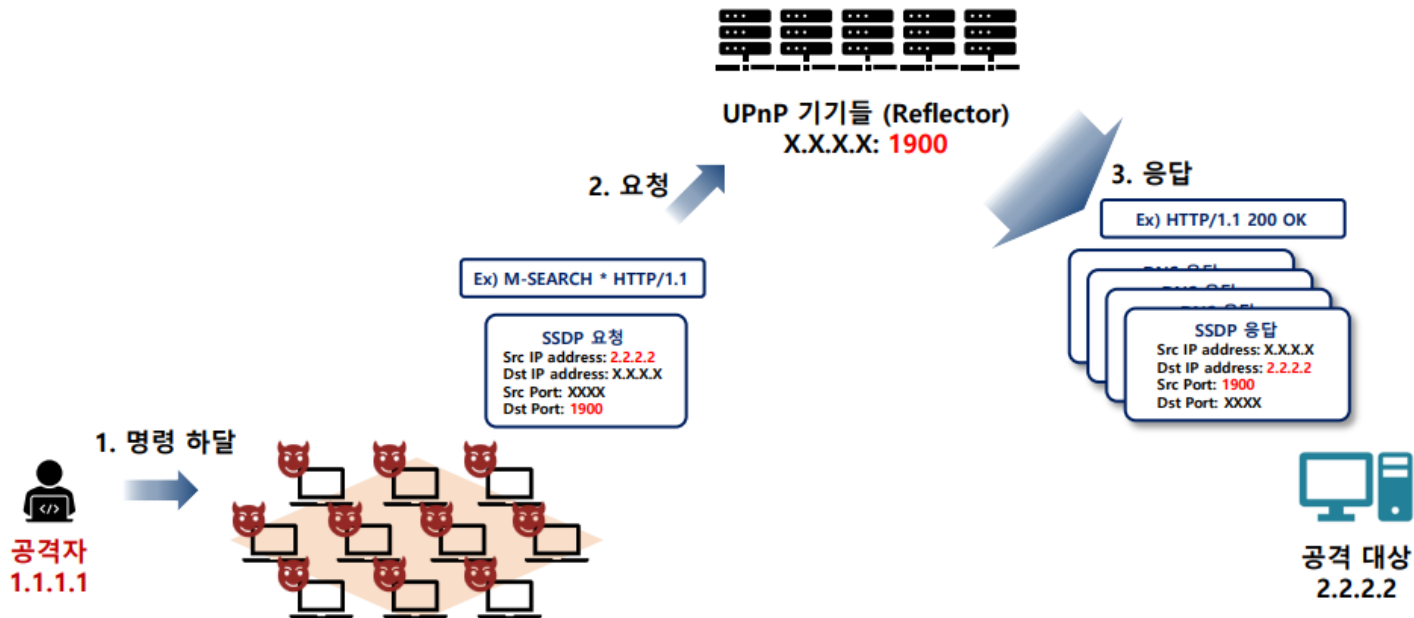 UPnP 기기들 (Reflector)
X.X.X.X: 1900
2. 요청
3. 응답
Ex) HTTP/1.1 200 OK
Ex) M-SEARCH * HTTP/1.1
SSDP 요청
Src IP address: 2.2.2.2
Dst IP address: X.X.X.X
Src Port: XXXX
Dst Port: 1900
SSDP 응답
Src IP address: X.X.X.X
Dst IP address: 2.2.2.2
Src Port: 1900
Dst Port: XXXX
1. 명령 하달
</>
공격자
1.1.1.1
공격 대상
2.2.2.2